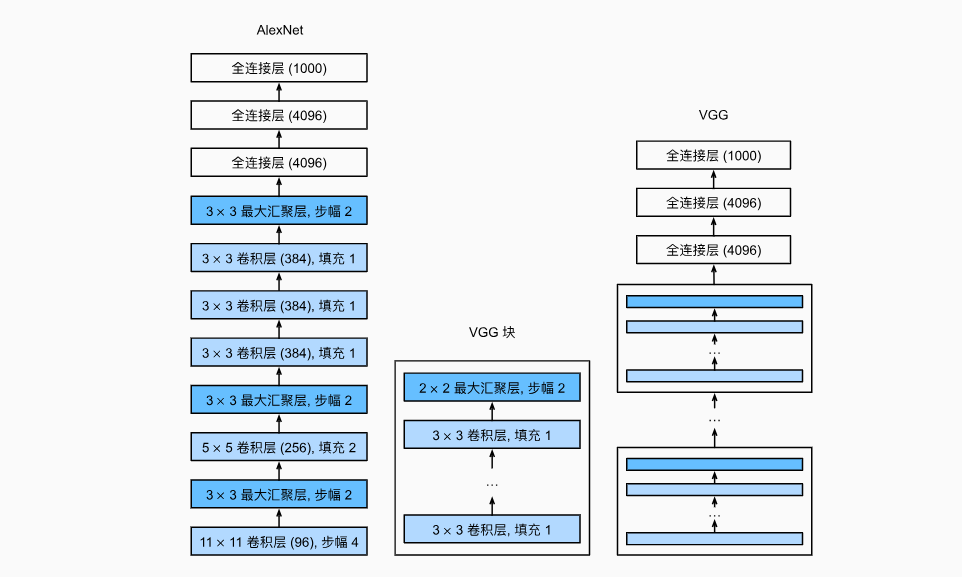 AlexNet
全连接层 (1000)
全连接层 (4096)
全连接层 (4096)
3 × 3 最大汇聚层, 步幅 2
3 × 3 卷积层 (384), 填充 1
3 × 3 卷积层 (384), 填充 1
3 × 3 卷积层 (384), 填充 1
3 × 3 最大汇聚层, 步幅 2
5 × 5 卷积层 (256), 填充 2
3 × 3 最大汇聚层, 步幅 2
11 × 11 卷积层 (96), 步幅 4
VGG 块
2 × 2 最大汇聚层, 步幅 2
3 × 3 卷积层, 填充 1
...
3 × 3 卷积层, 填充 1
VGG
全连接层 (1000)
全连接层 (4096)
全连接层 (4096)
...
...
...